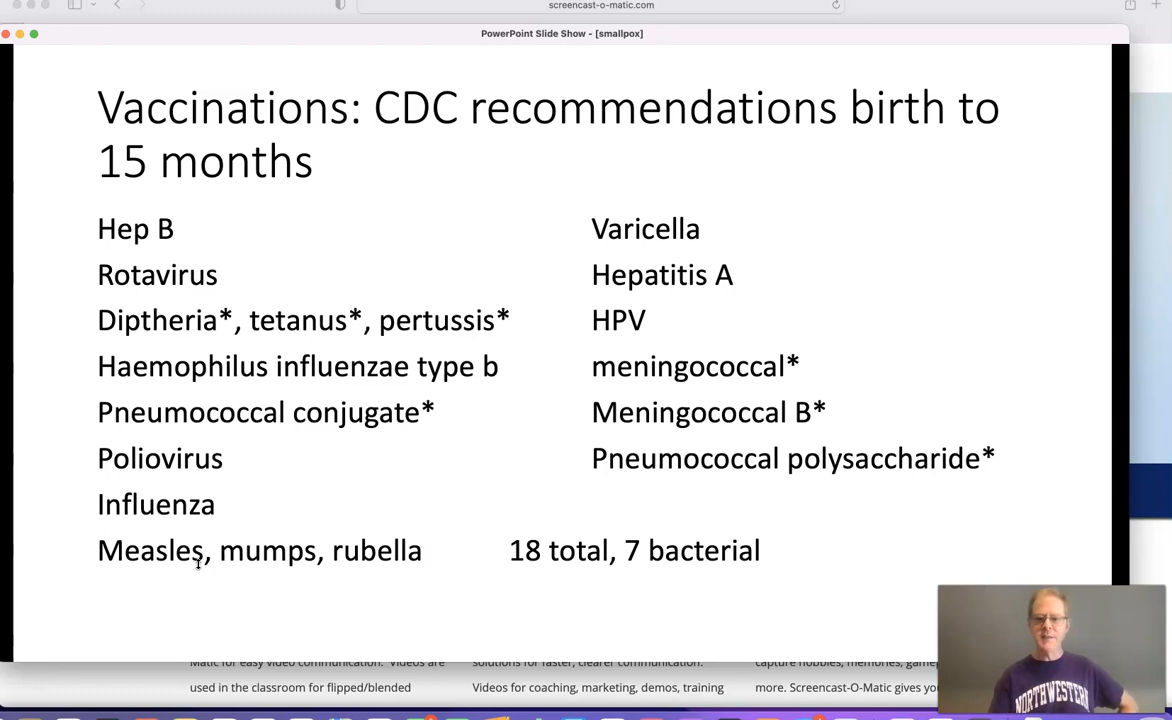 screencast-o-matic.com
PowerPoint Slide Show - [smallpox]
Vaccinations: CDC recommendations birth to
15 months
Hep B
Rotavirus
Diptheria*, tetanus*, pertussis*
Haemophilus influenzae type b
Pneumococcal conjugate*
Poliovirus
Influenza
Measles, mumps, rubella
Varicella
Hepatitis A
HPV
meningococcal*
Meningococcal B*
Pneumococcal polysaccharide*
18 total, 7 bacterial
Matic for easy video communication. Videos are
used in the classroom for flipped/blended
solutions for faster, clearer communication.
Videos for coaching, marketing, demos, training
capture hobbies, memories,
more. Screencast-O-Matic gives
NORTHWESTERN